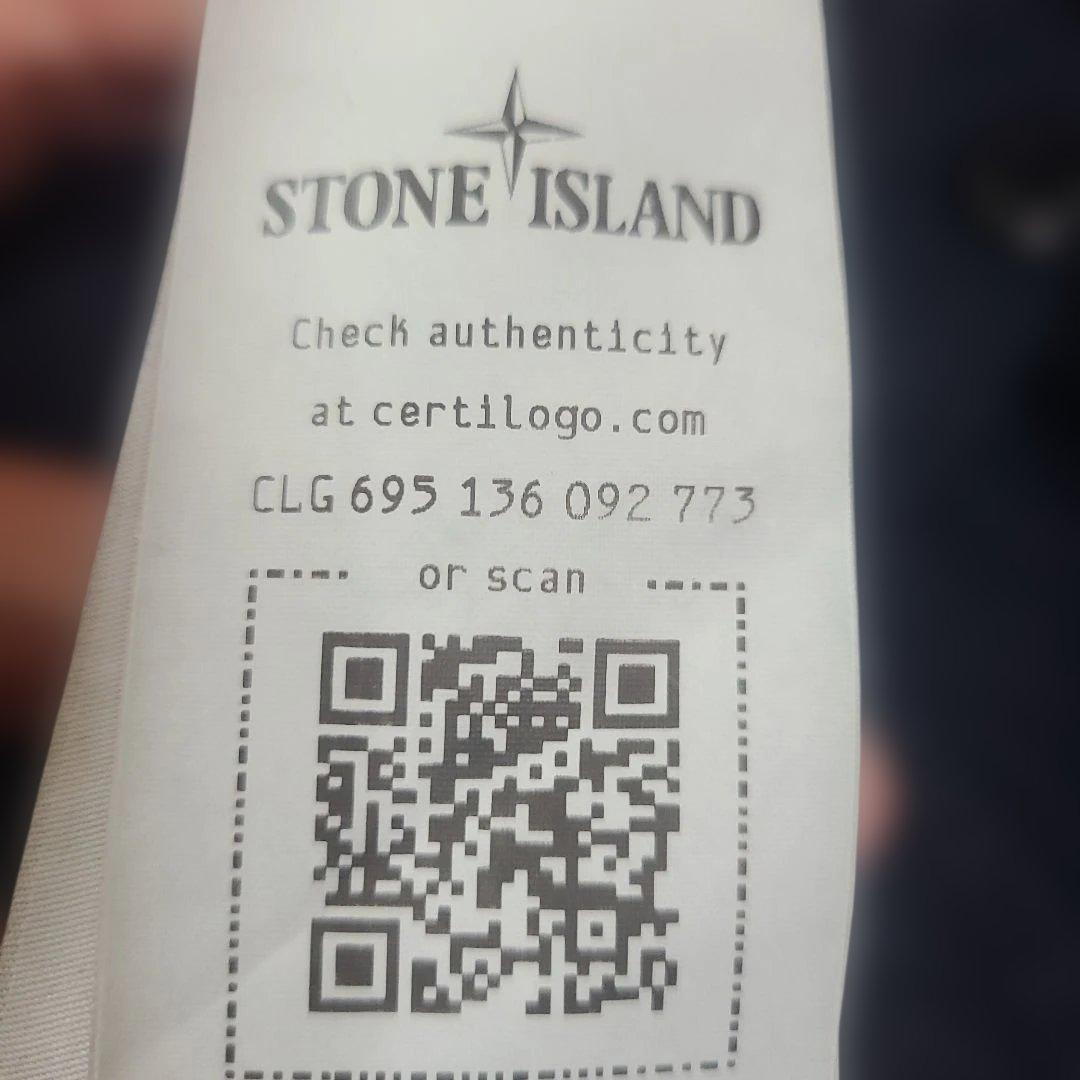 STONE ISLAND
Check authenticity
at certilogo.com
CLG 695 136 092 773
or scan